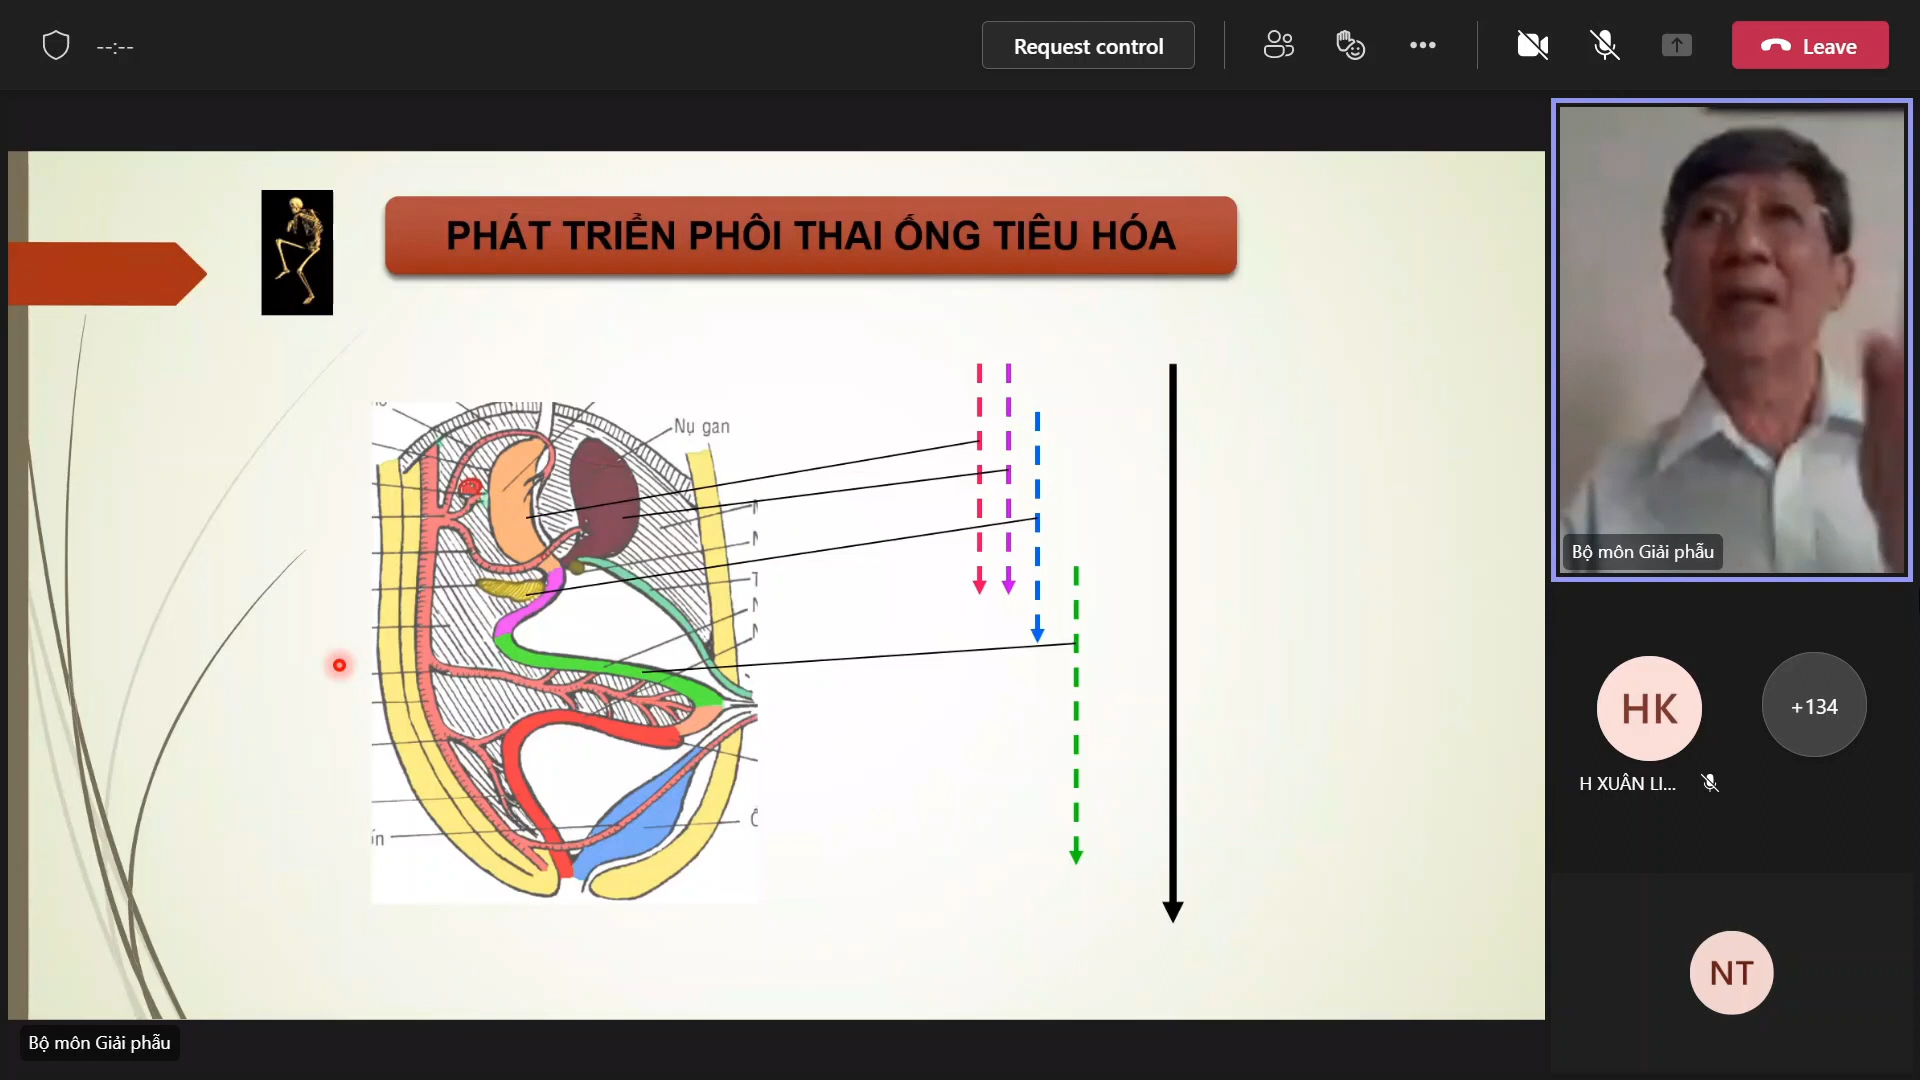 --:--
Request control
Leave
PHÁT TRIỂN PHÔI THAI ỐNG TIÊU HÓA
Nụ gan
Bộ môn Giải phẫu
HK
+134
H XUÂN LI...
NT
Bộ môn Giải phẫu